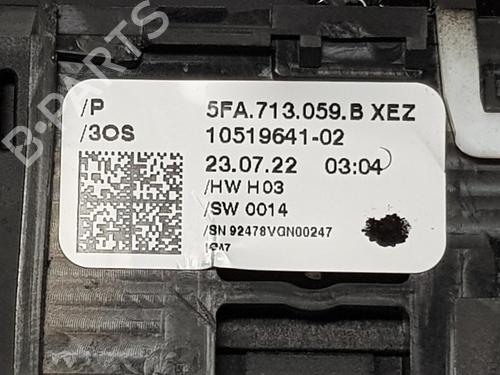 /P 5FA.713.059.B XEZ
/3OS 10519641-02
23.07.22 03:04
/HW H03
/SW 0014
/SN 92478VGN00247
B-PARTS